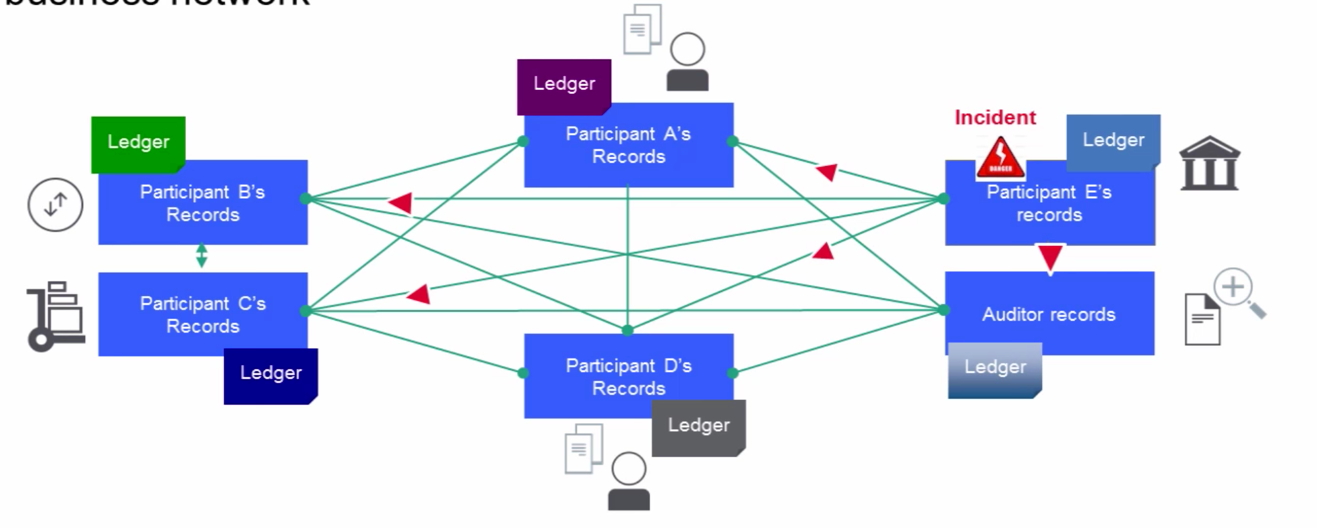 business network
Ledger
Participant A's
Records
Ledger
Participant B's
Records
Incident
DANGER
Ledger
Participant E's
records
Participant C's
Records
Ledger
Auditor records
Ledger
Participant D's
Records
Ledger